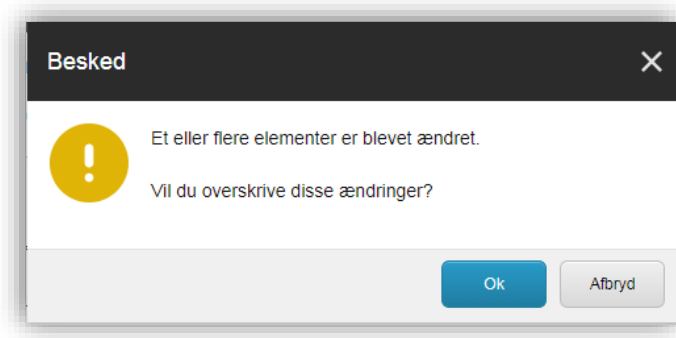 Besked
Et eller flere elementer er blevet ændret.
Vil du overskrive disse ændringer?
Ok
Afbryd